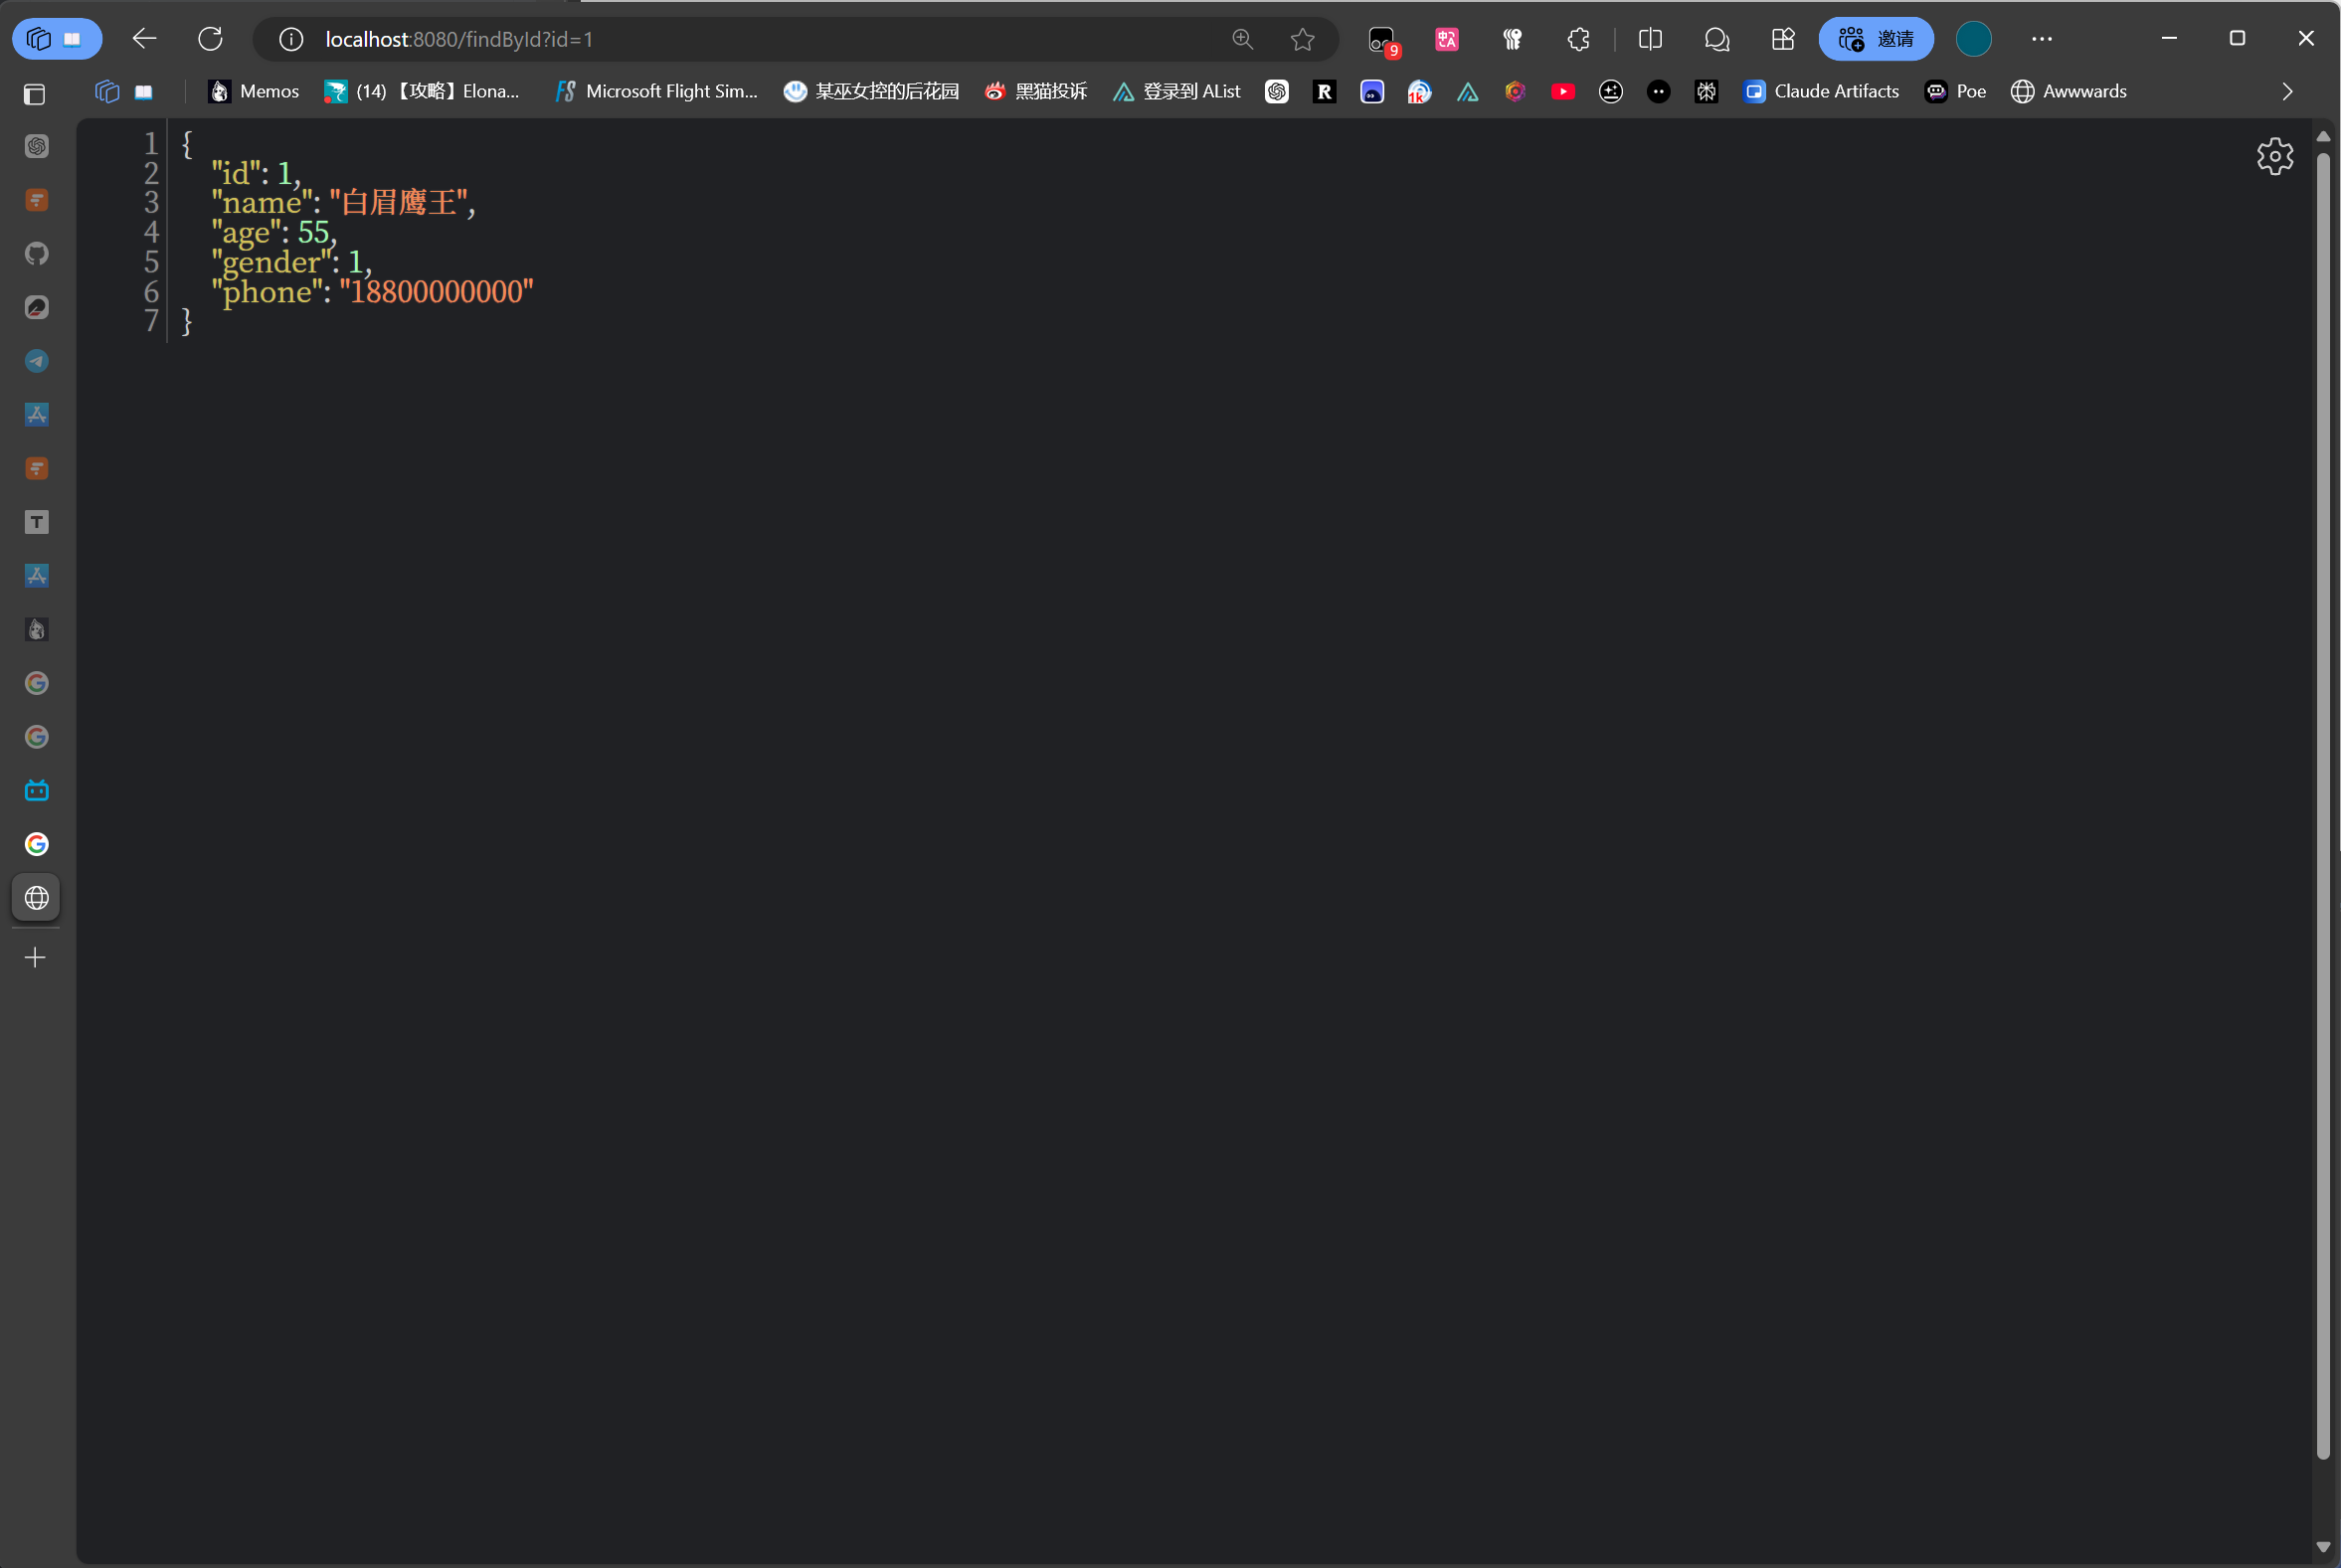 localhost:8080/findById?id=1
9
邀请
Memos
(14) 【攻略】Elona...
Microsoft Flight Sim...
某巫女控的后花园
黑猫投诉
登录到 AList
R
1k
Claude Artifacts
Poe
Awwwards
1 {
2 "id": 1,
3 "name": "白眉鹰王",
4 "age": 55,
5 "gender": 1,
6 "phone": "18800000000"
7 }
T